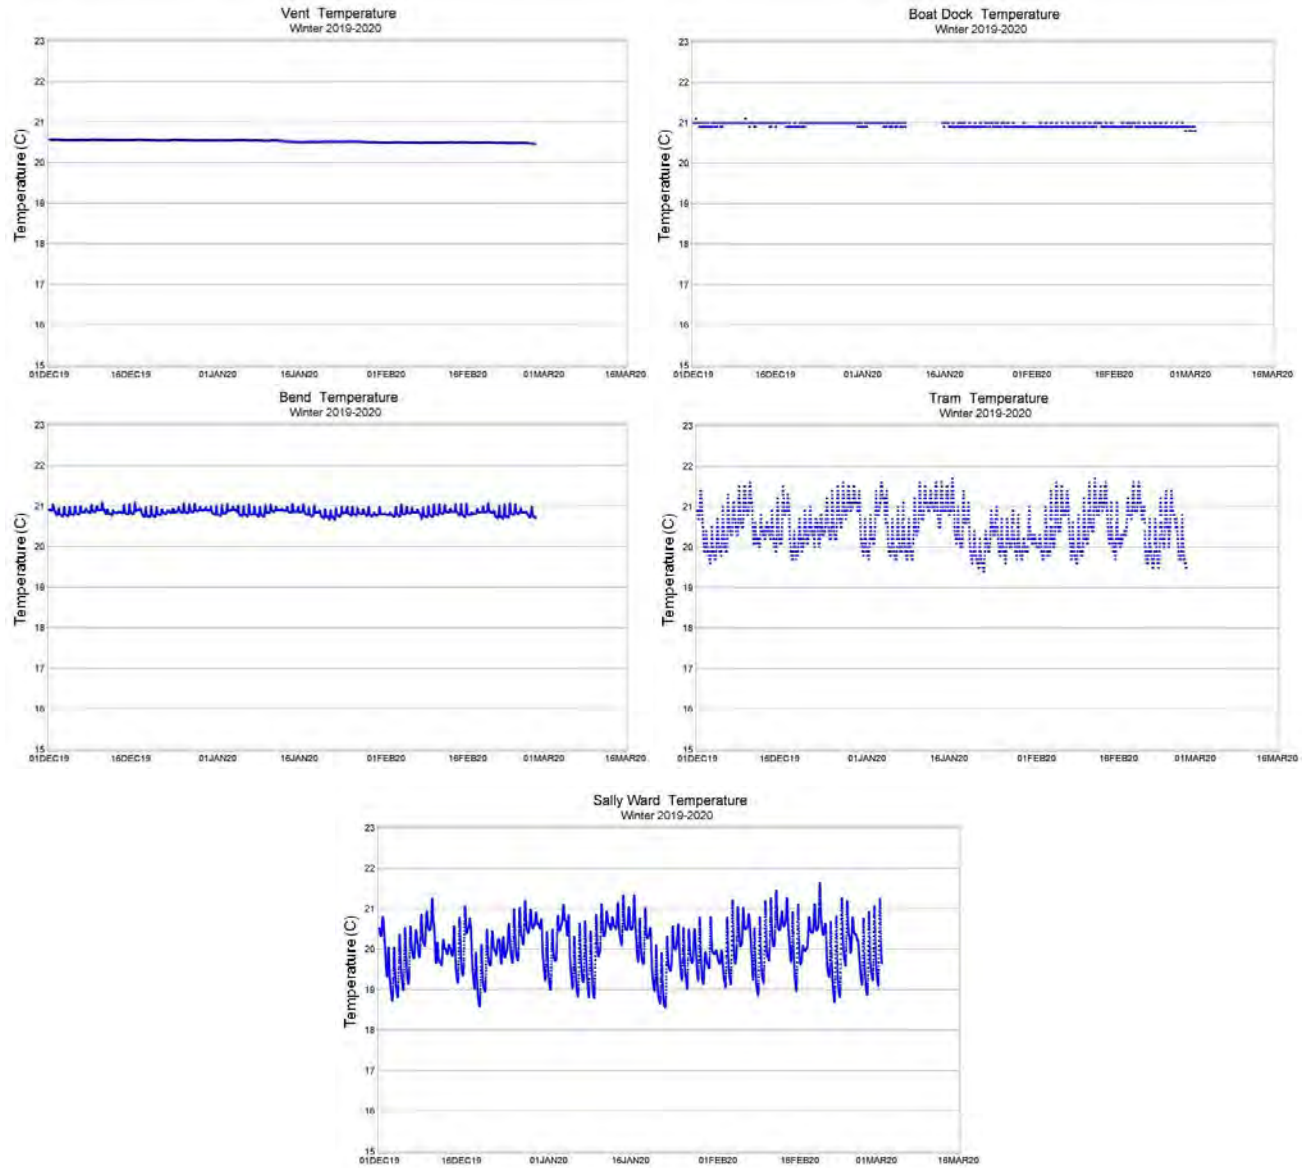 Vent Temperature
Winter 2019-2020
Temperature (C)
23
22
21
20
19
18
17
16
15
01DEC19 16DEC19 01JAN20 16JAN20 01FEB20 16FEB20 01MAR20 16MAR20
Boat Dock Temperature
Winter 2019-2020
Temperature (C)
23
22
21
20
19
18
17
16
15
01DEC19 16DEC19 01JAN20 16JAN20 01FEB20 16FEB20 01MAR20 16MAR20
Bend Temperature
Winter 2019-2020
Temperature (C)
23
22
21
20
19
18
17
16
15
01DEC19 16DEC19 01JAN20 16JAN20 01FEB20 16FEB20 01MAR20 16MAR20
Tram Temperature
Winter 2019-2020
Temperature (C)
23
22
21
20
19
18
17
16
15
01DEC19 16DEC19 01JAN20 16JAN20 01FEB20 16FEB20 01MAR20 16MAR20
Sally Ward Temperature
Winter 2019-2020
Temperature (C)
23
22
21
20
19
18
17
16
15
01DEC19 16DEC19 01JAN20 16JAN20 01FEB20 16FEB20 01MAR20 16MAR20